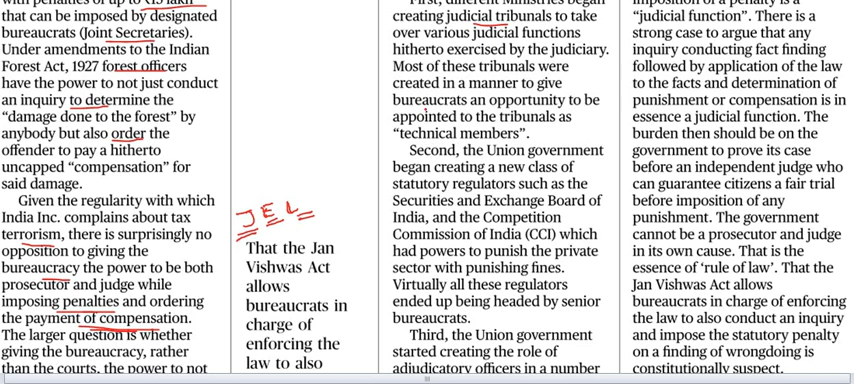 with penalties of up to ₹15 lakh
that can be imposed by designated
bureaucrats (Joint Secretaries).
Under amendments to the Indian
Forest Act, 1927 forest officers
have the power to not just conduct
an inquiry to determine the
“damage done to the forest” by
anybody but also order the
offender to pay a hitherto
uncapped “compensation” for
said damage.
Given the regularity with which
India Inc. complains about tax
terrorism, there is surprisingly no
opposition to giving the
bureaucracy the power to be both
prosecutor and judge while
imposing penalties and ordering
the payment of compensation.
The larger question is whether
giving the bureaucracy, rather
than the courts, the power to not
JEL
That the Jan
Vishwas Act
allows
bureaucrats in
charge of
enforcing the
law to also
First, different Ministries began
creating judicial tribunals to take
over various judicial functions
hitherto exercised by the judiciary.
Most of these tribunals were
created in a manner to give
bureaucrats an opportunity to be
appointed to the tribunals as
“technical members”.
Second, the Union government
began creating a new class of
statutory regulators such as the
Securities and Exchange Board of
India, and the Competition
Commission of India (CCI) which
had powers to punish the private
sector with punishing fines.
Virtually all these regulators
ended up being headed by senior
bureaucrats.
Third, the Union government
started creating the role of
adjudicatory officers in a number
imposition of a penalty is a
“judicial function”. There is a
strong case to argue that any
inquiry conducting fact finding
followed by application of the law
to the facts and determination of
punishment or compensation is in
essence a judicial function. The
burden then should be on the
government to prove its case
before an independent judge who
can guarantee citizens a fair trial
before imposition of any
punishment. The government
cannot be a prosecutor and judge
in its own cause. That is the
essence of ‘rule of law’. That the
Jan Vishwas Act allows
bureaucrats in charge of enforcing
the law to also conduct an inquiry
and impose the statutory penalty
on a finding of wrongdoing is
constitutionally suspect.